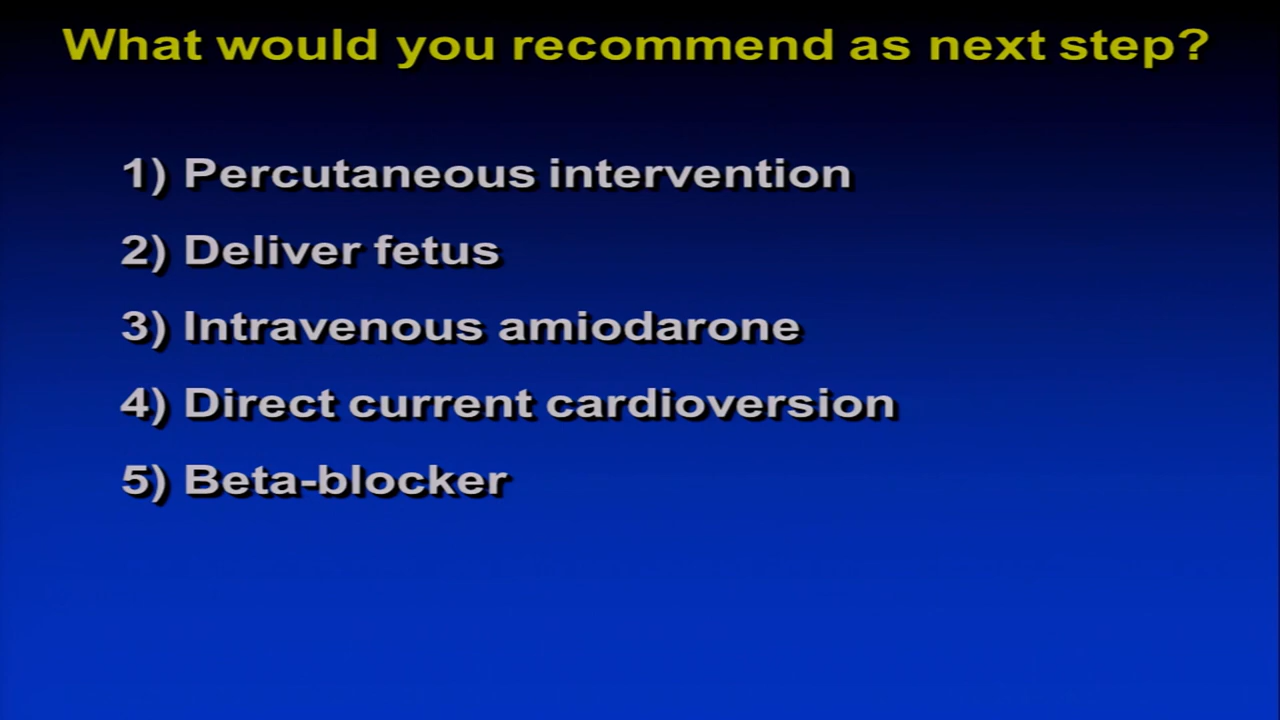 What would you recommend as next step?
1) Percutaneous intervention
2) Deliver fetus
3) Intravenous amiodarone
4) Direct current cardioversion
5) Beta-blocker